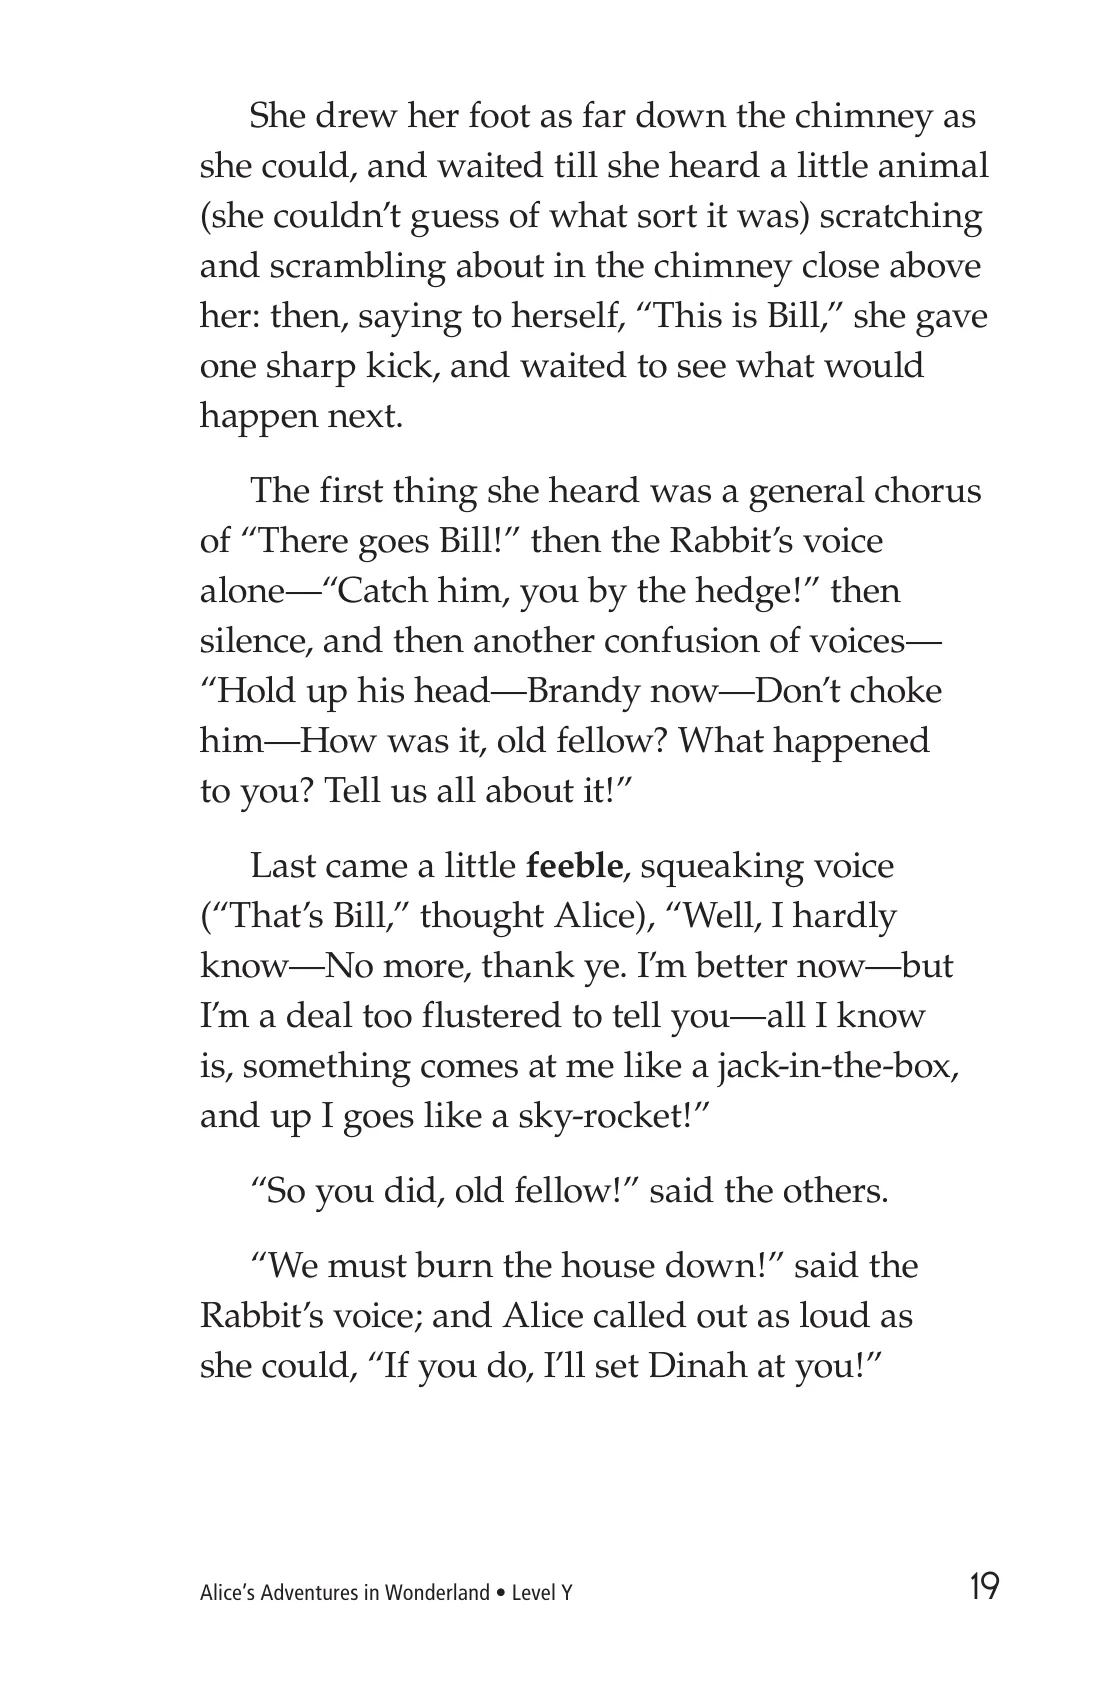 She drew her foot as far down the chimney as
she could, and waited till she heard a little animal
(she couldn’t guess of what sort it was) scratching
and scrambling about in the chimney close above
her: then, saying to herself, “This is Bill,” she gave
one sharp kick, and waited to see what would
happen next.
The first thing she heard was a general chorus
of “There goes Bill!” then the Rabbit’s voice
alone—“Catch him, you by the hedge!” then
silence, and then another confusion of voices—
“Hold up his head—Brandy now—Don’t choke
him—How was it, old fellow? What happened
to you? Tell us all about it!”
Last came a little feeble, squeaking voice
(“That’s Bill,” thought Alice), “Well, I hardly
know—No more, thank ye. I’m better now—but
I’m a deal too flustered to tell you—all I know
is, something comes at me like a jack-in-the-box,
and up I goes like a sky-rocket!”
“So you did, old fellow!” said the others.
“We must burn the house down!” said the
Rabbit’s voice; and Alice called out as loud as
she could, “If you do, I’ll set Dinah at you!”
Alice’s Adventures in Wonderland • Level Y
19